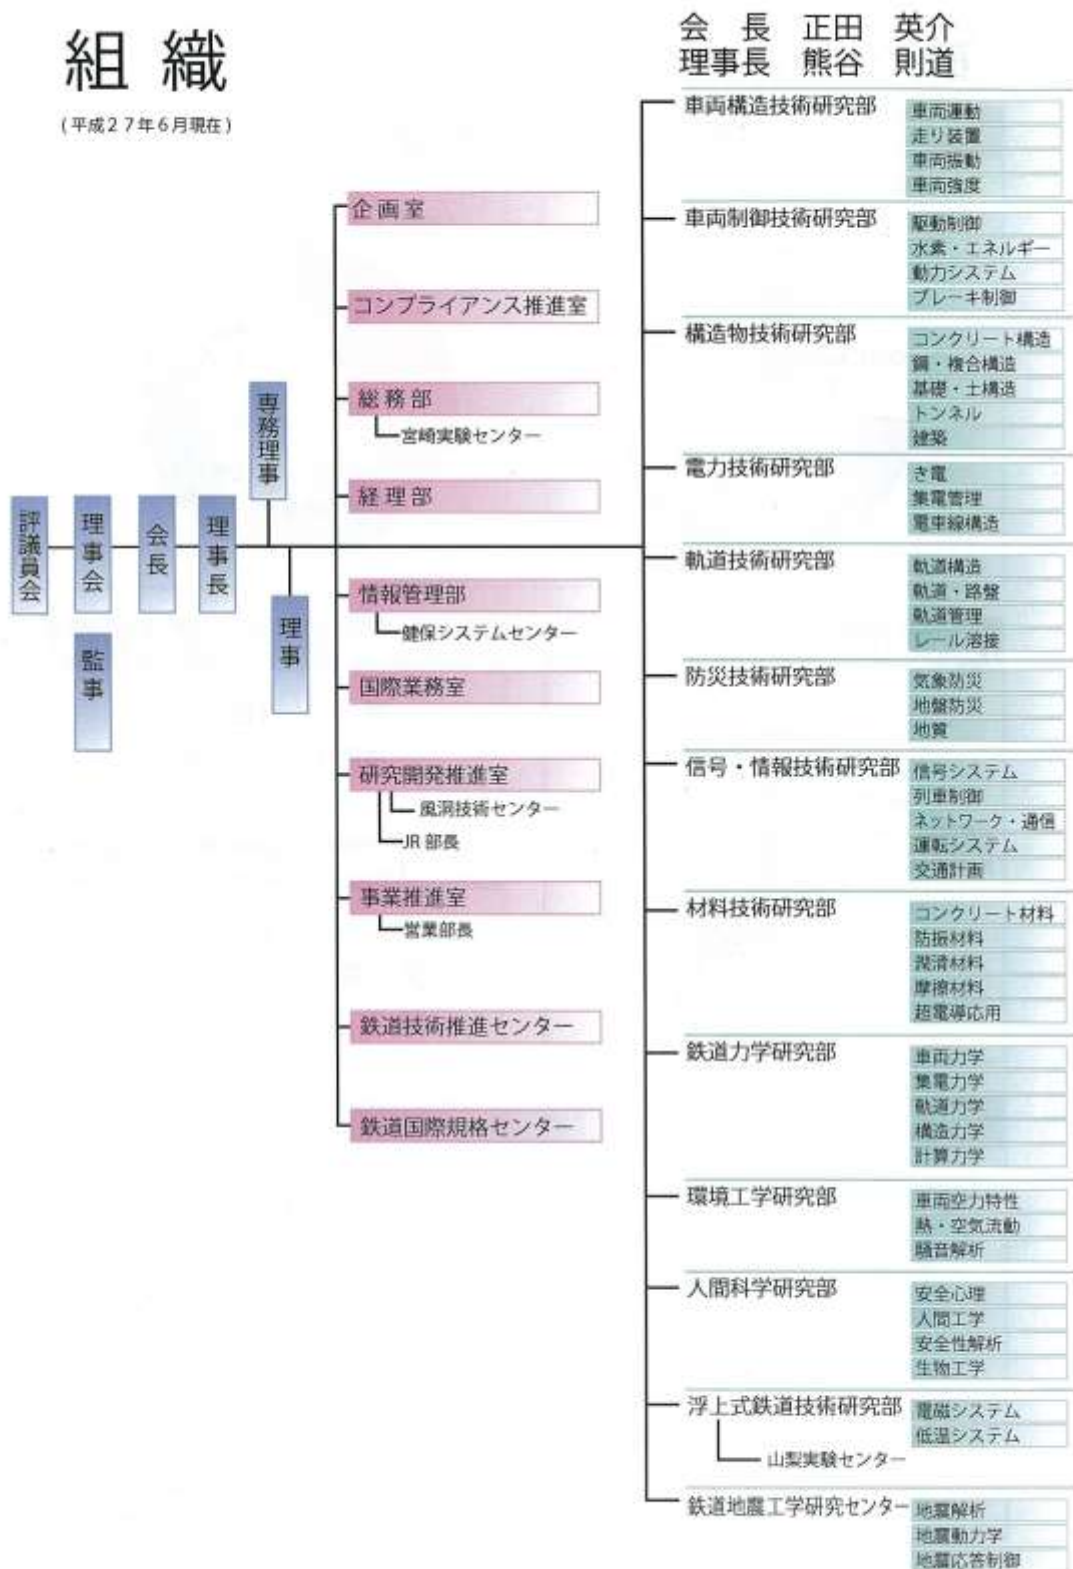 組織
(平成27年6月現在)
会長 正田 英介
理事長 熊谷 則道
評議員会
理事会
監事
会長
理事長
専務理事
理事
企画室
コンプライアンス推進室
総務部
宮崎実験センター
経理部
情報管理部
健保システムセンター
国際業務室
研究開発推進室
風洞技術センター
JR部長
事業推進室
営業部長
鉄道技術推進センター
鉄道国際規格センター
車両構造技術研究部
車両運動
走り装置
車両振動
車両強度
車両制御技術研究部
駆動制御
水素・エネルギー
動力システム
ブレーキ制御
構造物技術研究部
コンクリート構造
鋼・複合構造
基礎・土構造
トンネル
建築
電力技術研究部
き電
集電管理
電車線構造
軌道技術研究部
軌道構造
軌道・路盤
軌道管理
レール溶接
防災技術研究部
気象防災
地盤防災
地質
信号・情報技術研究部
信号システム
列車制御
ネットワーク・通信
運転システム
交通計画
材料技術研究部
コンクリート材料
防振材料
潤滑材料
摩擦材料
超電導応用
鉄道力学研究部
車両力学
集電力学
軌道力学
構造力学
計算力学
環境工学研究部
車両空力特性
熱・空気流動
騒音解析
人間科学研究部
安全心理
人間工学
安全性解析
生物工学
浮上式鉄道技術研究部
電磁システム
低温システム
山梨実験センター
鉄道地震工学研究センター
地震解析
地震動力学
地震応答制御